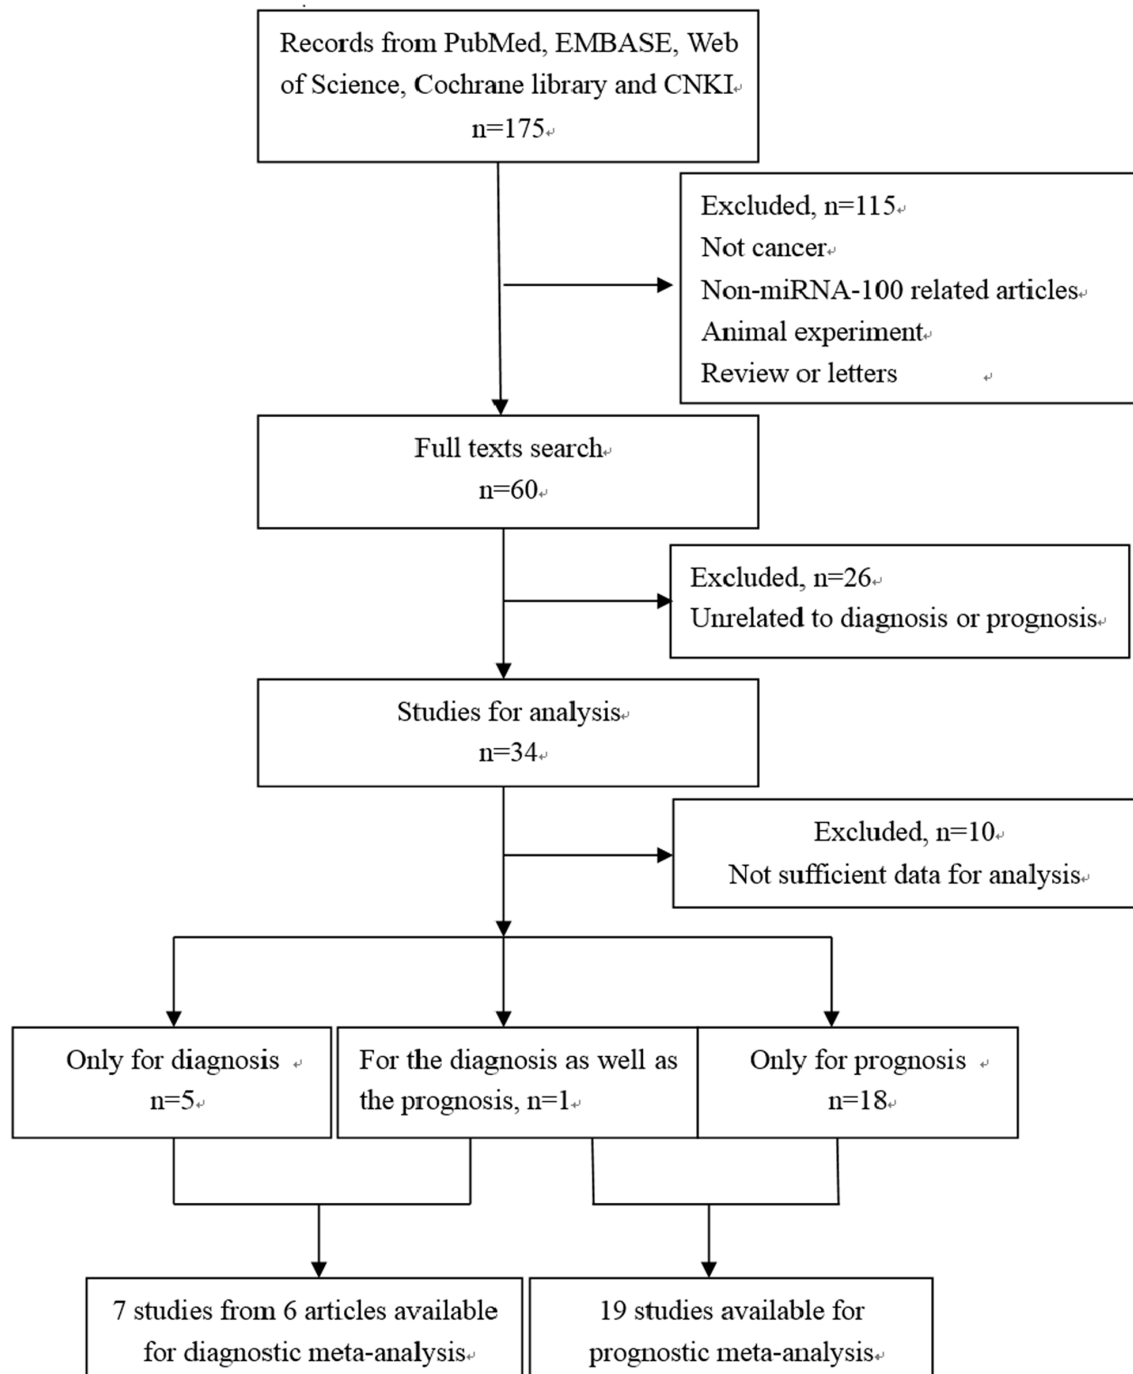 Records from PubMed, EMBASE, Web
of Science, Cochrane library and CNKI
n=175
Excluded, n=115
Not cancer
Non-miRNA-100 related articles
Animal experiment
Review or letters
Full texts search
n=60
Excluded, n=26
Unrelated to diagnosis or prognosis
Studies for analysis
n=34
Excluded, n=10
Not sufficient data for analysis
Only for diagnosis
n=5
For the diagnosis as well as
the prognosis, n=1
Only for prognosis
n=18
7 studies from 6 articles available
for diagnostic meta-analysis
19 studies available for
prognostic meta-analysis